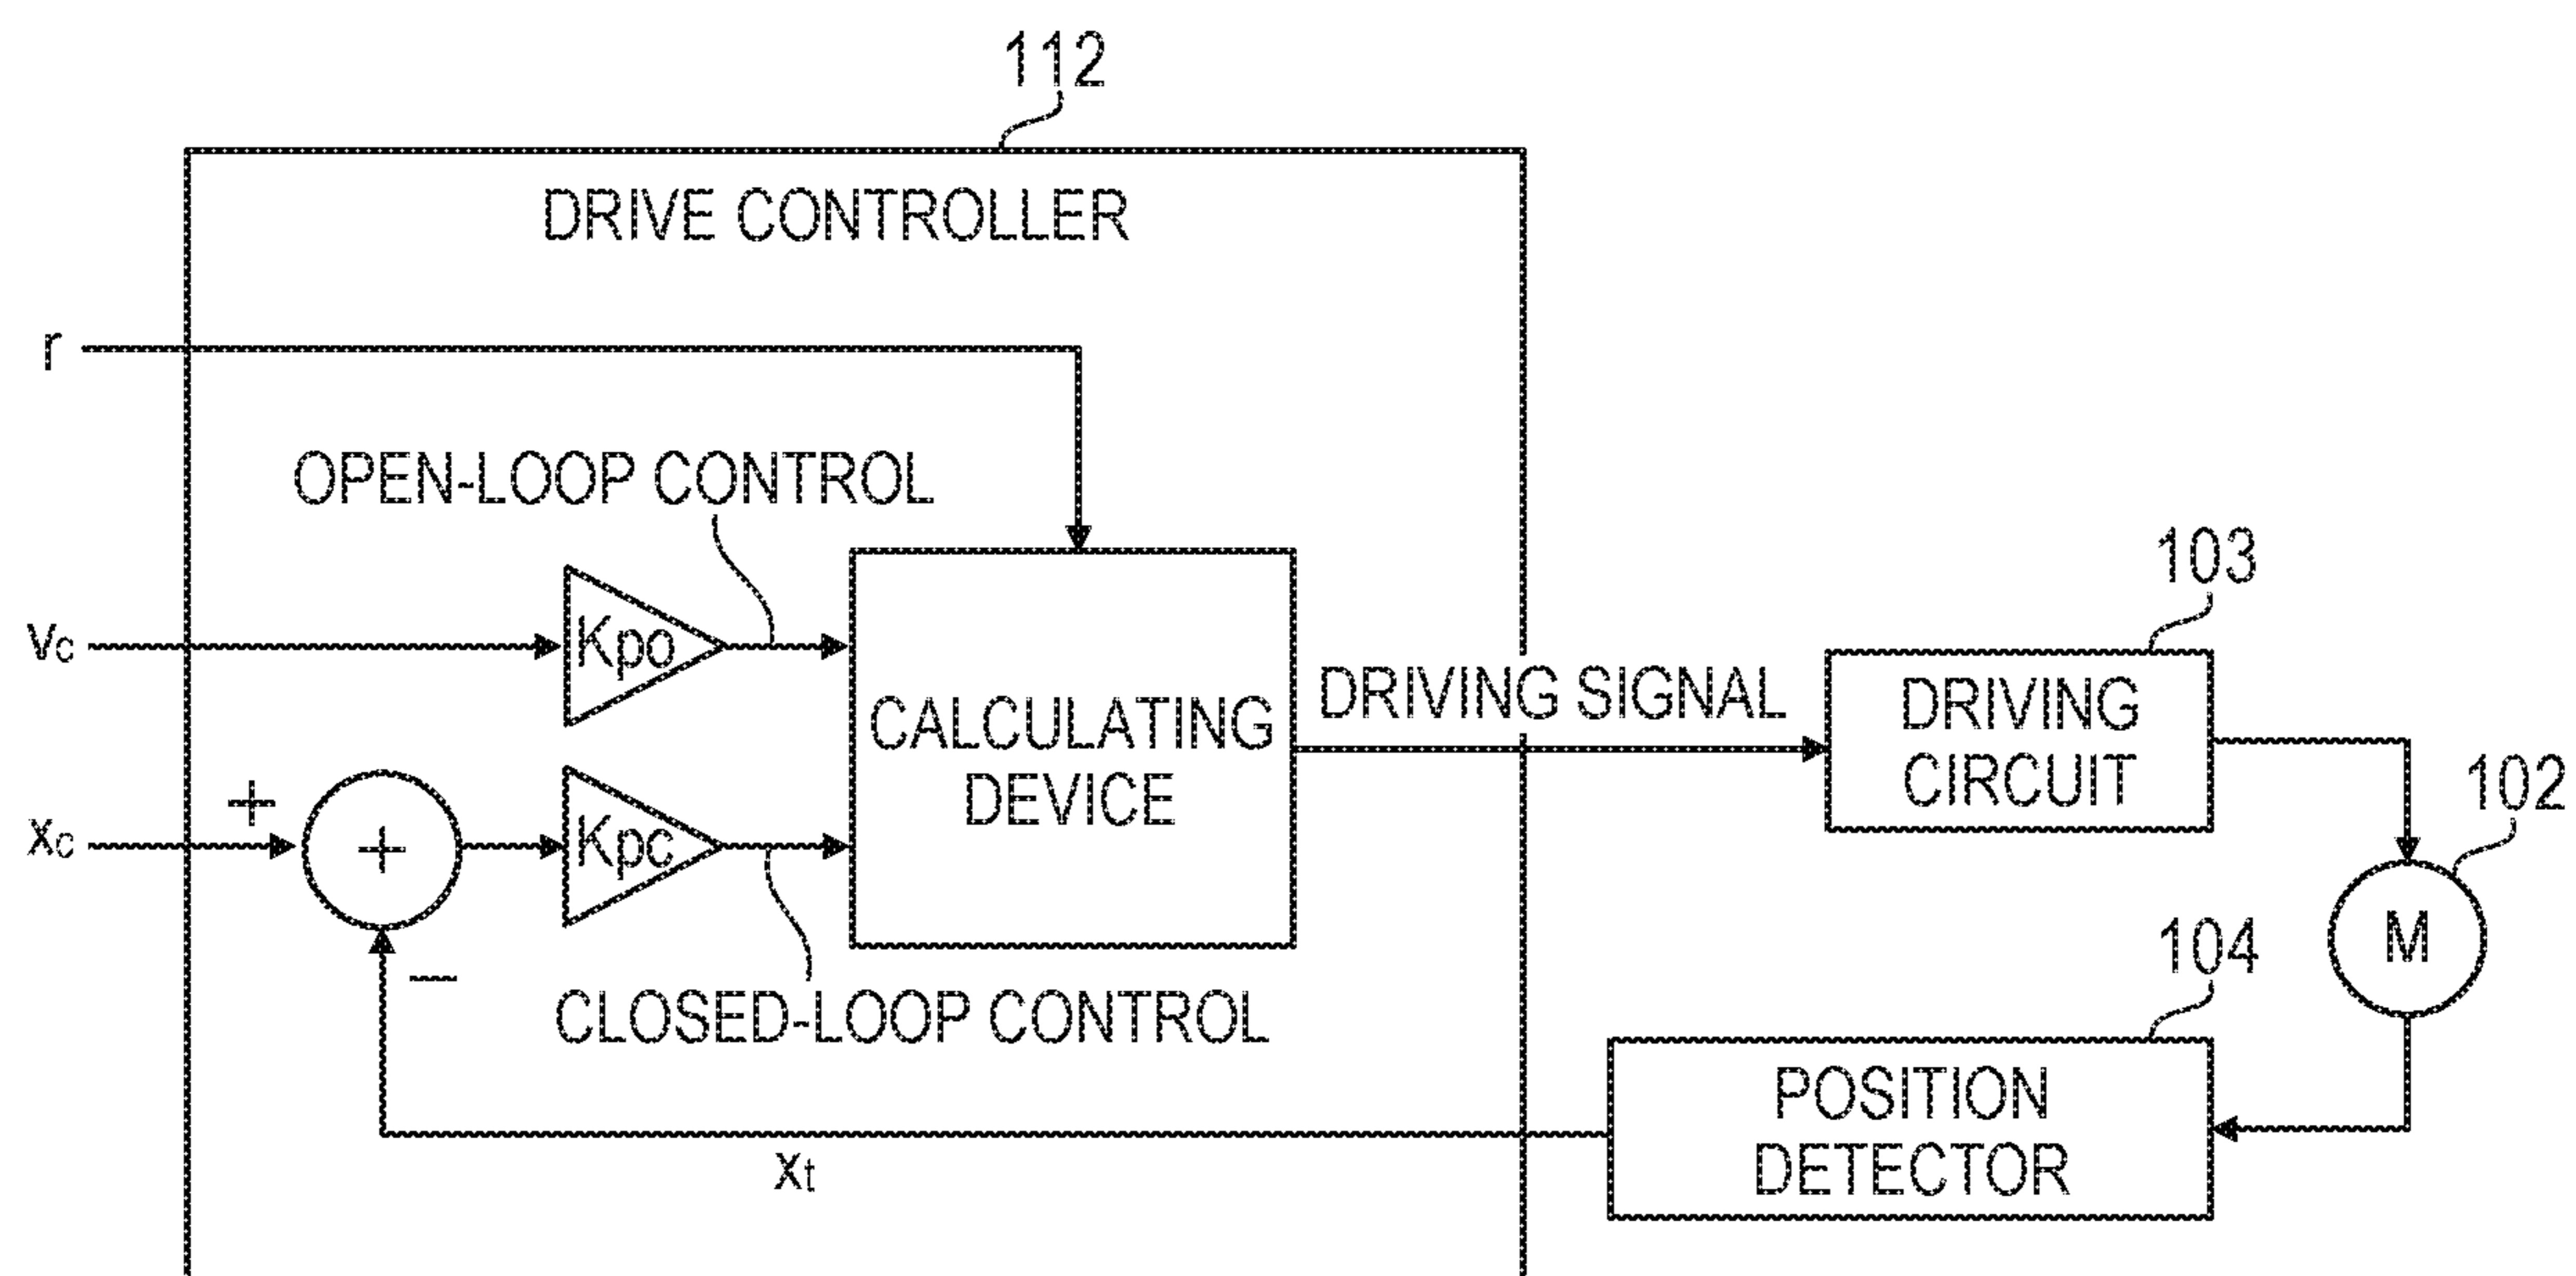 112
DRIVE CONTROLLER
r
OPEN-LOOP CONTROL
103
vc
Kpo
DRIVING SIGNAL
DRIVING
CIRCUIT
CALCULATING
DEVICE
102
+
xc
+
Kpc
M
104
−
CLOSED-LOOP CONTROL
POSITION
DETECTOR
xt